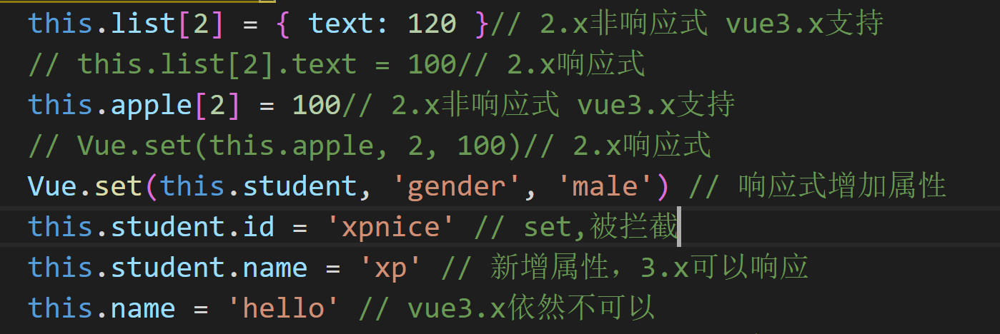 this.list[2] = { text: 120 }// 2.x非响应式 vue3.x支持
// this.list[2].text = 100// 2.x响应式
this.apple[2] = 100// 2.x非响应式 vue3.x支持
// Vue.set(this.apple, 2, 100)// 2.x响应式
Vue.set(this.student, 'gender', 'male') // 响应式增加属性
this.student.id = 'xpnice' // set,被拦截
this.student.name = 'xp' // 新增属性，3.x可以响应
this.name = 'hello' // vue3.x依然不可以